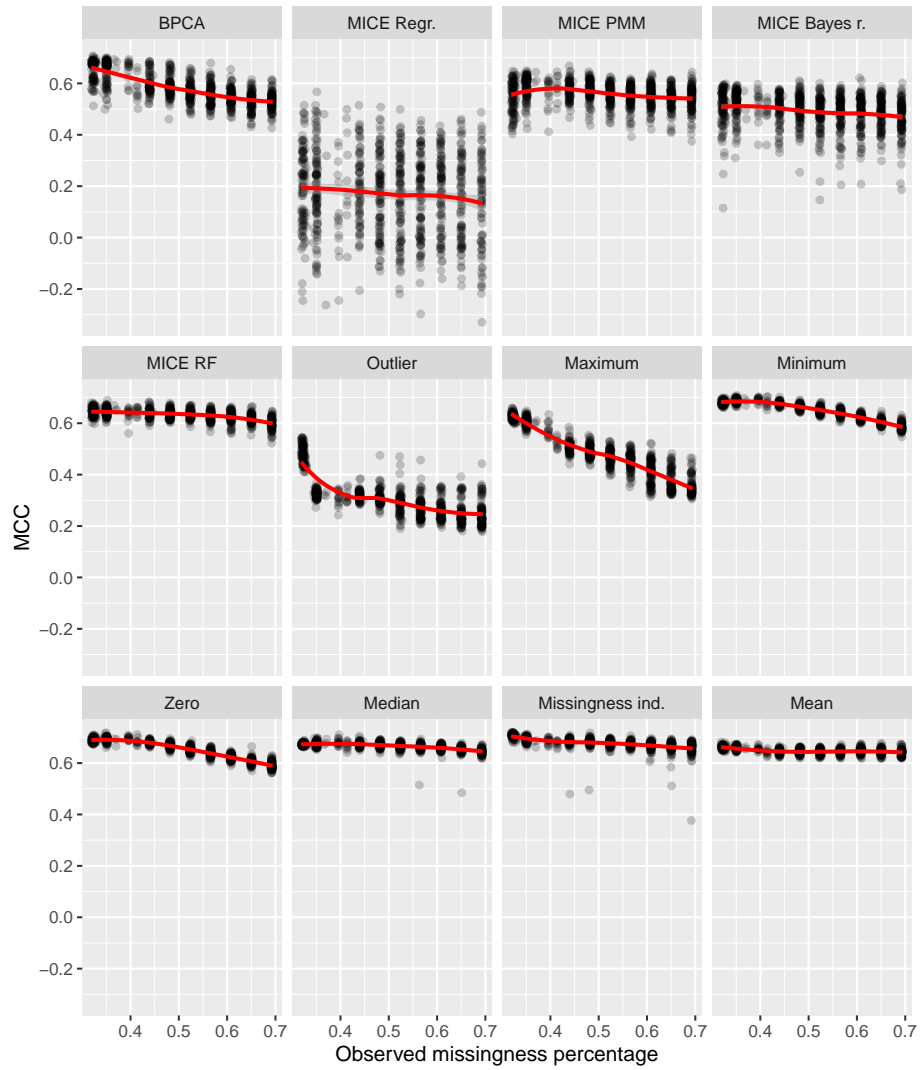 BPCA MICE Regr. MICE PMM MICE Bayes r.
0.6
0.4
0.2
0.0
−0.2
MICE RF Outlier Maximum Minimum
0.6
0.4
0.2
0.0
−0.2
MCC
Zero Median Missingness ind. Mean
0.6
0.4
0.2
0.0
−0.2
0.4 0.5 0.6 0.7 0.4 0.5 0.6 0.7 0.4 0.5 0.6 0.7 0.4 0.5 0.6 0.7
Observed missingness percentage